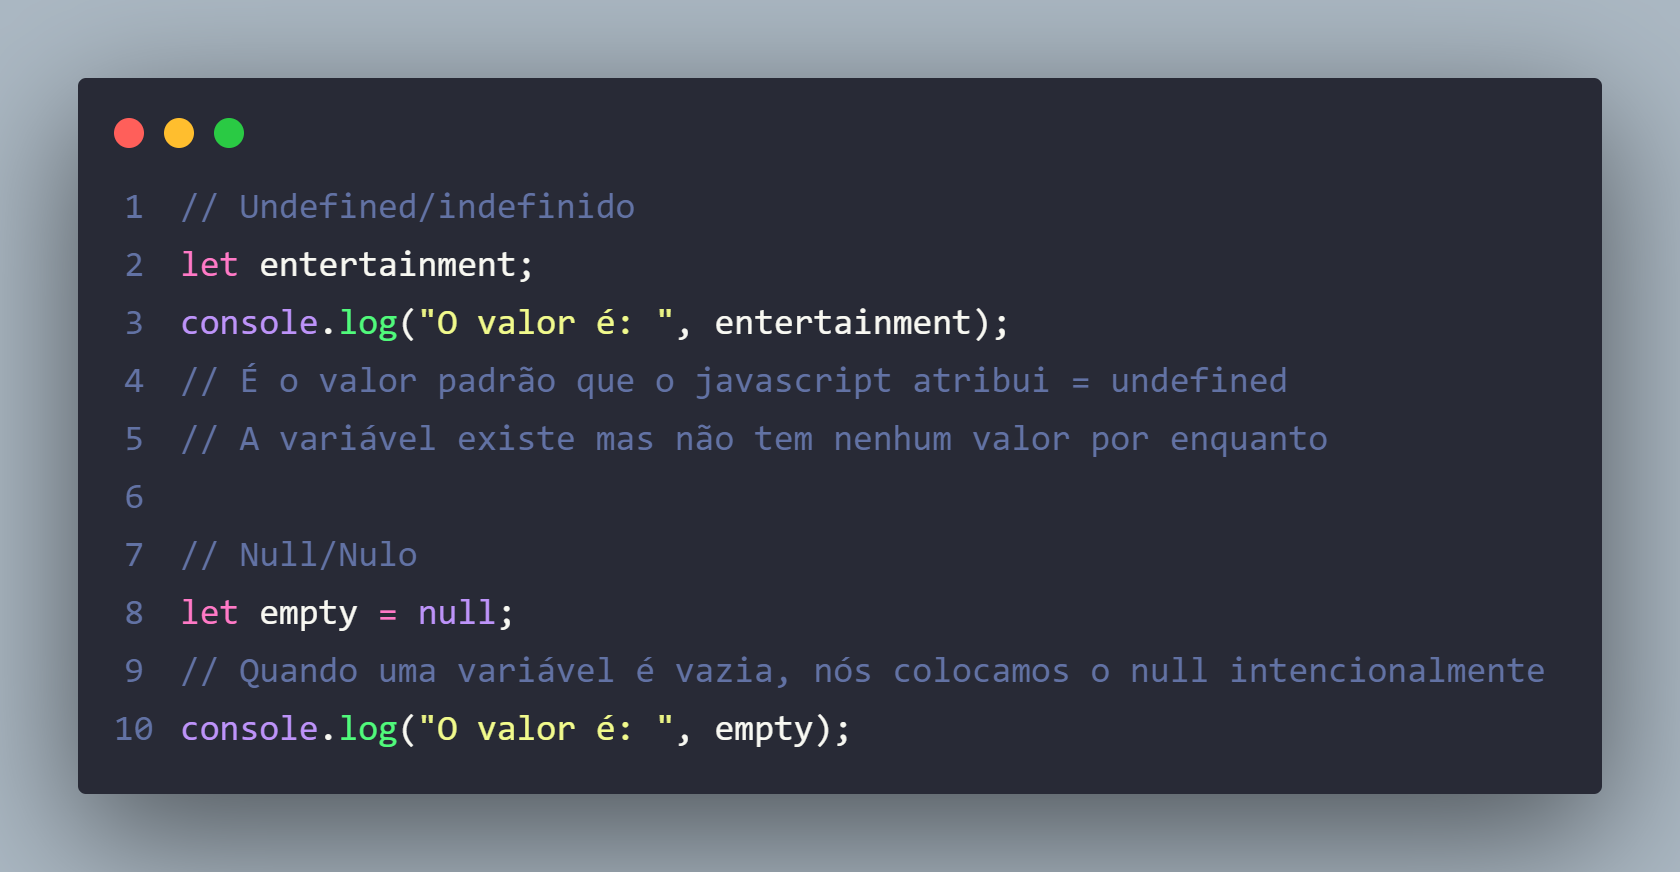 1 // Undefined/indefinido
2 let entertainment;
3 console.log("O valor é: ", entertainment);
4 // É o valor padrão que o javascript atribui = undefined
5 // A variável existe mas não tem nenhum valor por enquanto
6
7 // Null/Nulo
8 let empty = null;
9 // Quando uma variável é vazia, nós colocamos o null intencionalmente
10 console.log("O valor é: ", empty);